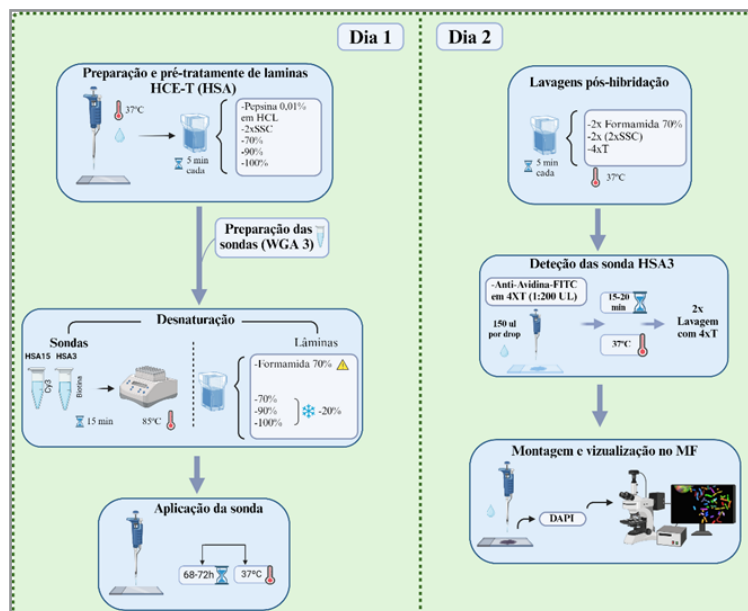 Dia 1
Preparação e pré-tratamente de laminas
HCE-T (HSA)
37ºC
5 min
cada
-Pepsina 0,01%
em HCL
-2xSSC
-70%
-90%
-100%
Preparação das
sondas (WGA 3)
Desnaturação
Sondas
HSA15 HSA3
Cy3
Biotina
15 min
85ºC
Lâminas
-Formamida 70%
-70%
-90%
-100%
-20%
Aplicação da sonda
68-72h
37ºC
Dia 2
Lavagens pós-hibridação
5 min
cada
-2x Formamida 70%
-2x (2xSSC)
-4xT
37ºC
Deteção das sonda HSA3
-Anti-Avidina-FITC
em 4XT (1:200 UL)
150 ul
por drop
15-20
min
37ºC
2x
Lavagem
com 4xT
Montagem e vizualização no MF
DAPI